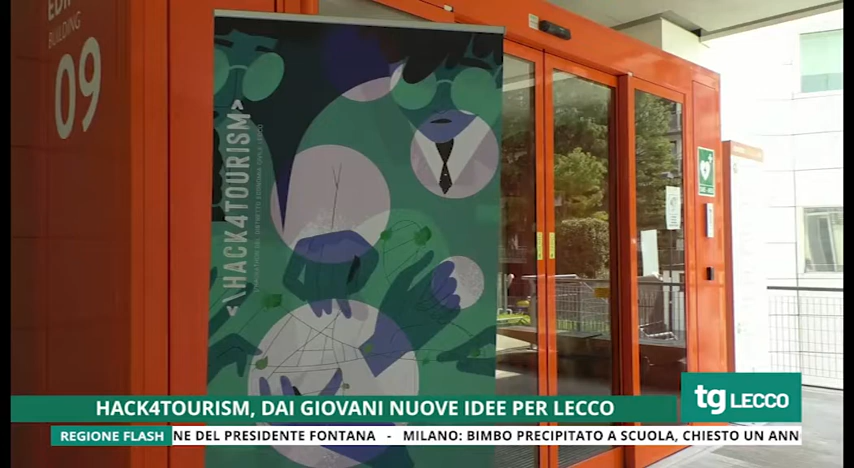 BUILDING
09
<\HACK4TOURISM>
HACK4TOURISM, DAI GIOVANI NUOVE IDEE PER LECCO
tg LECCO
REGIONE FLASH
NE DEL PRESIDENTE FONTANA - MILANO: BIMBO PRECIPITATO A SCUOLA, CHIESTO UN ANN